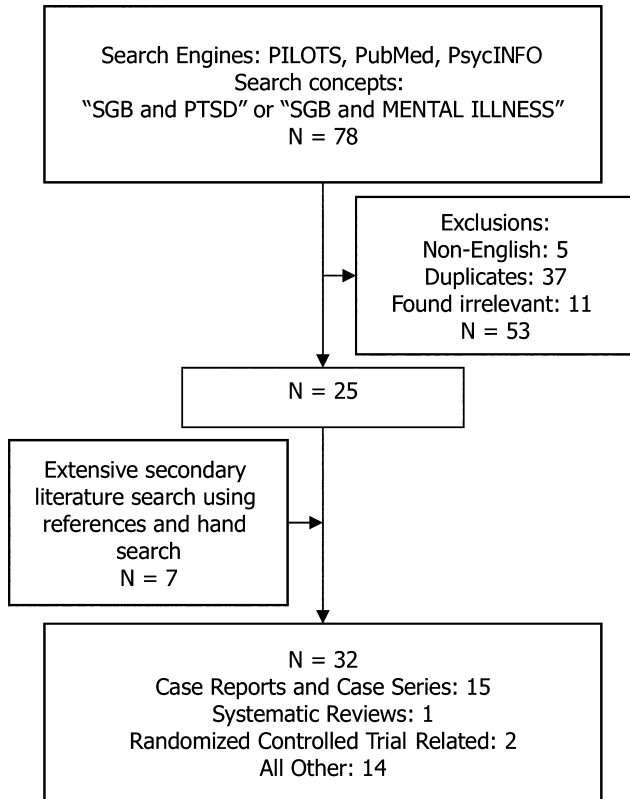 Search Engines: PILOTS, PubMed, PsycINFO
Search concepts:
“SGB and PTSD” or “SGB and MENTAL ILLNESS”
N = 78
Exclusions:
Non-English: 5
Duplicates: 37
Found irrelevant: 11
N = 53
N = 25
Extensive secondary
literature search using
references and hand
search
N = 7
N = 32
Case Reports and Case Series: 15
Systematic Reviews: 1
Randomized Controlled Trial Related: 2
All Other: 14